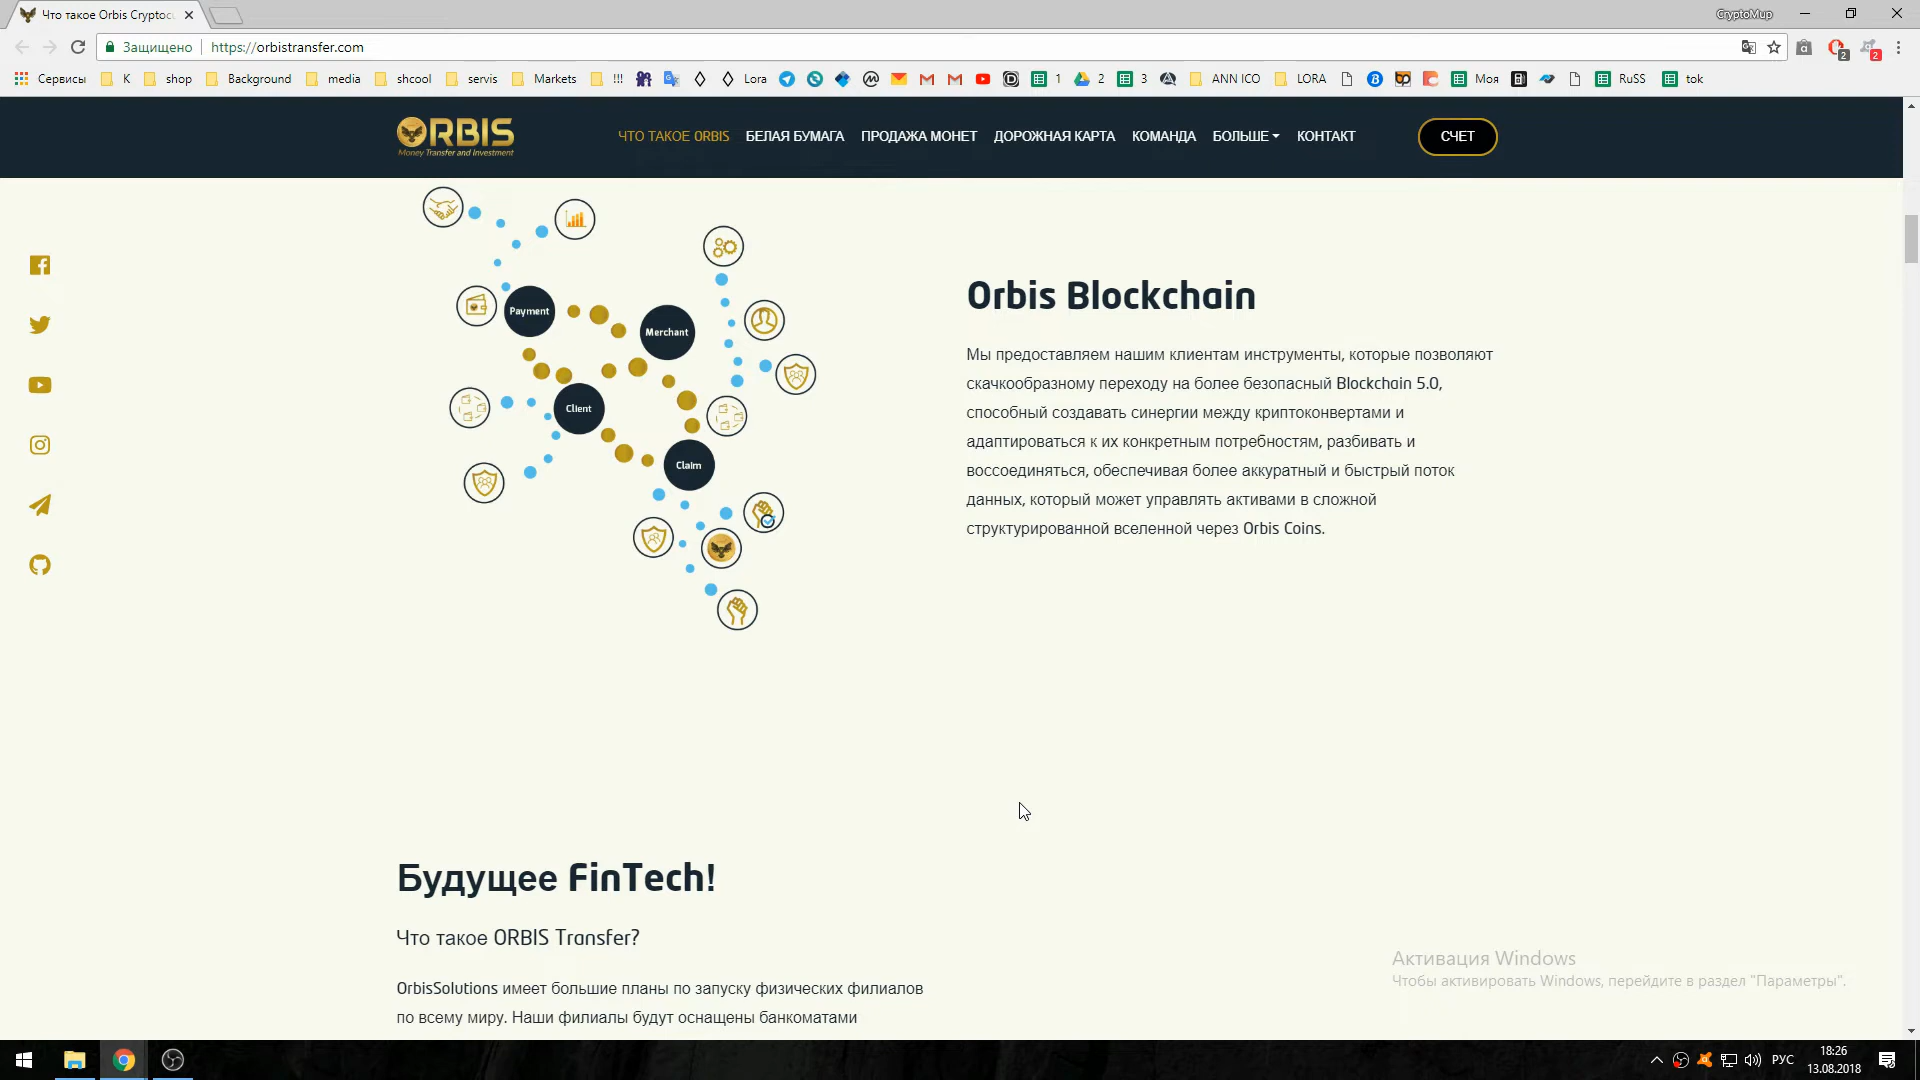 Что такое Orbis Cryptocu
CryptoMup
Защищено
https://orbistransfer.com
Сервисы K shop Background media shcool servis Markets !!! Lora 1 2 3 ANN ICO LORA Моя RuSS tok
ORBIS
Money Transfer and Investment
ЧТО ТАКОЕ ORBIS БЕЛАЯ БУМАГА ПРОДАЖА МОНЕТ ДОРОЖНАЯ КАРТА КОМАНДА БОЛЬШЕ КОНТАКТ СЧЕТ
Payment
Merchant
Client
Claim
Orbis Blockchain
Мы предоставляем нашим клиентам инструменты, которые позволяют
скачкообразному переходу на более безопасный Blockchain 5.0,
способный создавать синергии между криптоконвертами и
адаптироваться к их конкретным потребностям, разбивать и
воссоединяться, обеспечивая более аккуратный и быстрый поток
данных, который может управлять активами в сложной
структурированной вселенной через Orbis Coins.
Будущее FinTech!
Что такое ORBIS Transfer?
OrbisSolutions имеет большие планы по запуску физических филиалов
по всему миру. Наши филиалы будут оснащены банкоматами
Активация Windows
Чтобы активировать Windows, перейдите в раздел "Параметры".
РУС
18:26
13.08.2018